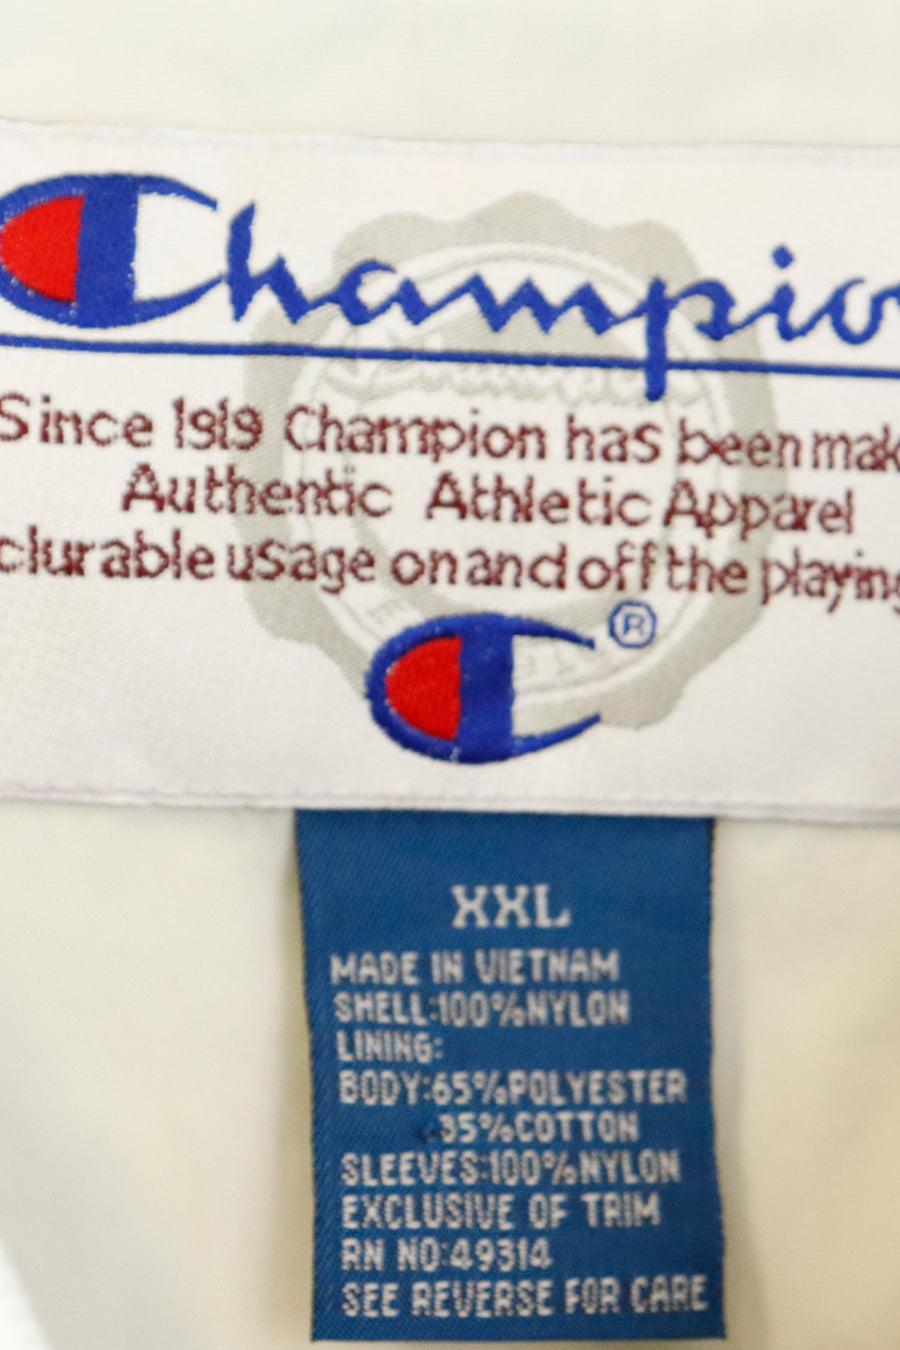 Champio
Since 1919 Champion has been mak
Authentic Athletic Apparel
clurable usage on and off the playing
®
XXL
MADE IN VIETNAM
SHELL:100%NYLON
LINING:
BODY:65%POLYESTER
35%COTTON
SLEEVES:100%NYLON
EXCLUSIVE OF TRIM
RN NO:49314
SEE REVERSE FOR CARE